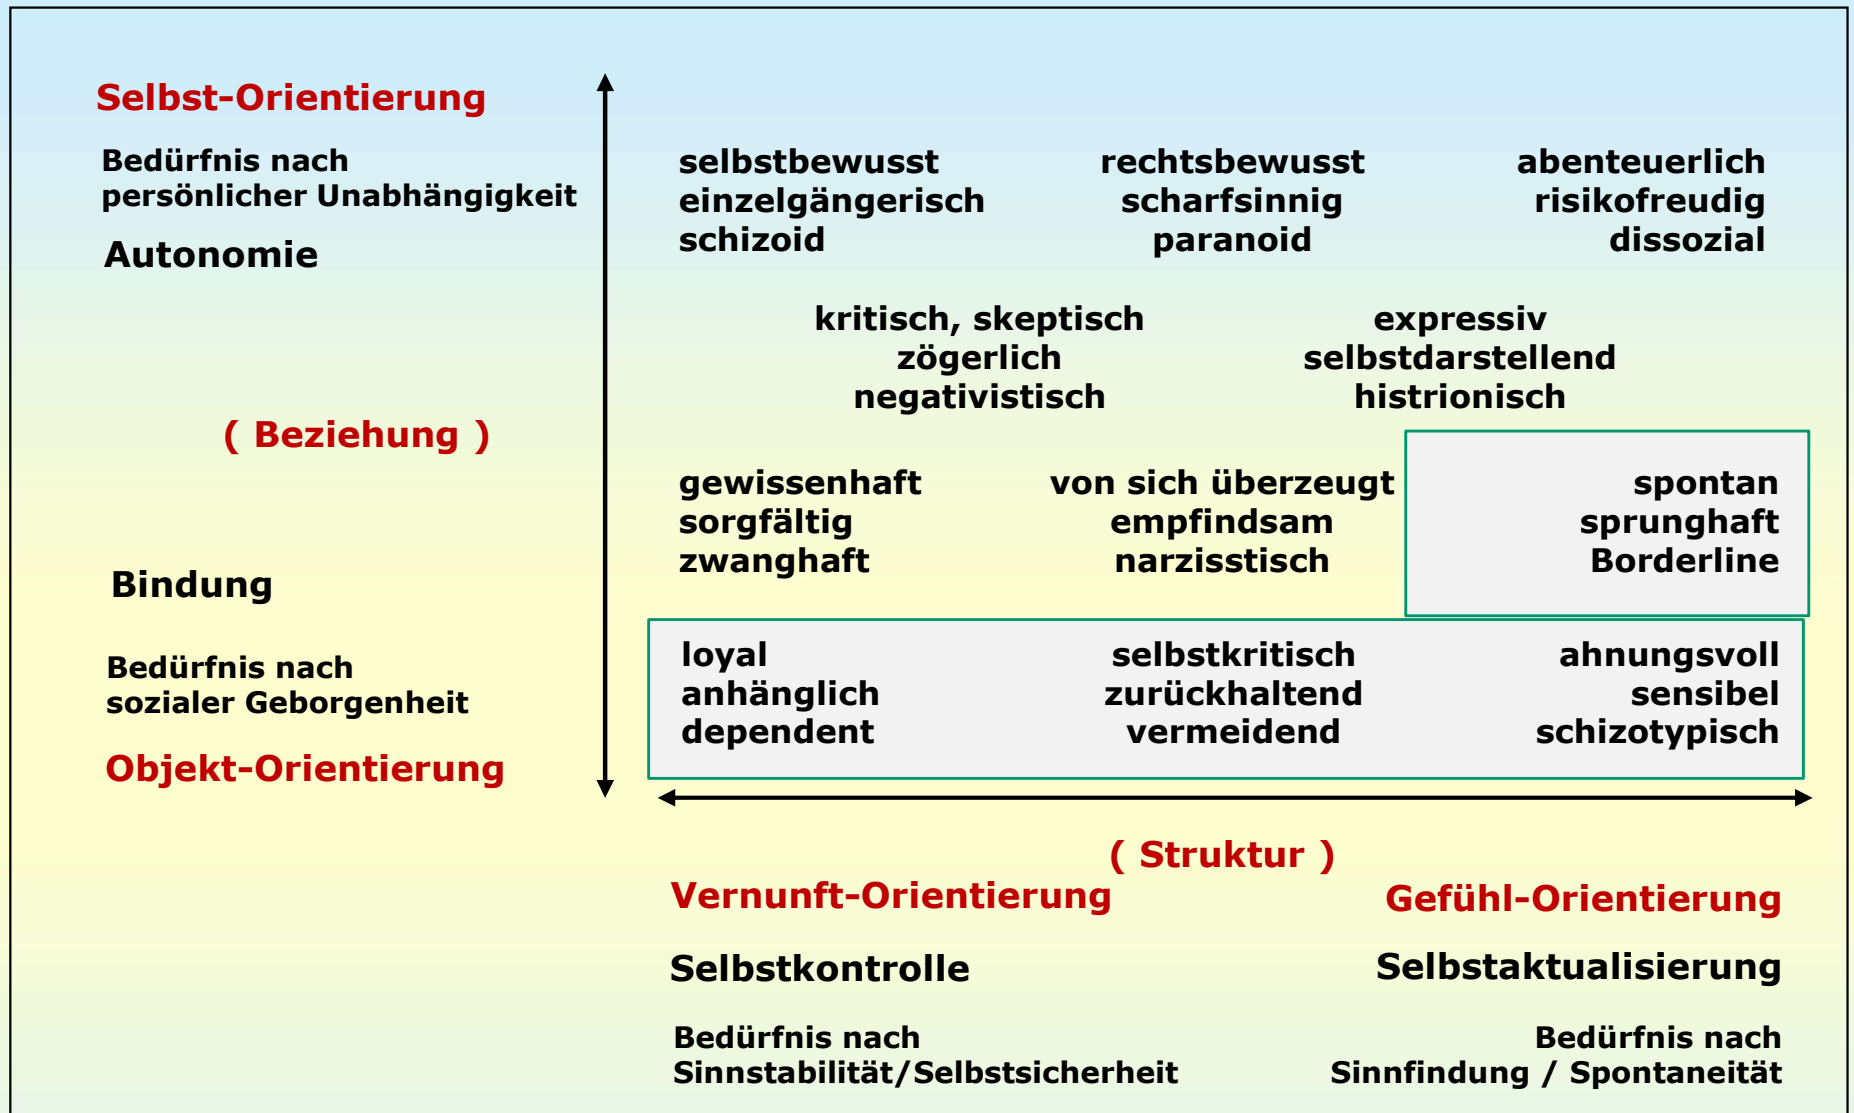 Selbst-Orientierung
Bedürfnis nach
persönlicher Unabhängigkeit
Autonomie
( Beziehung )
Bindung
Bedürfnis nach
sozialer Geborgenheit
Objekt-Orientierung
selbstbewusst
einzelgängerisch
schizoid
rechtsbewusst
scharfsinnig
paranoid
abenteuerlich
risikofreudig
dissozial
kritisch, skeptisch
zögerlich
negativistisch
expressiv
selbstdarstellend
histrionisch
gewissenhaft
sorgfältig
zwanghaft
von sich überzeugt
empfindsam
narzisstisch
spontan
sprunghaft
Borderline
loyal
anhänglich
dependent
selbstkritisch
zurückhaltend
vermeidend
ahnungsvoll
sensibel
schizotypisch
( Struktur )
Vernunft-Orientierung
Selbstkontrolle
Bedürfnis nach
Sinnstabilität/Selbstsicherheit
Gefühl-Orientierung
Selbstaktualisierung
Bedürfnis nach
Sinnfindung / Spontaneität